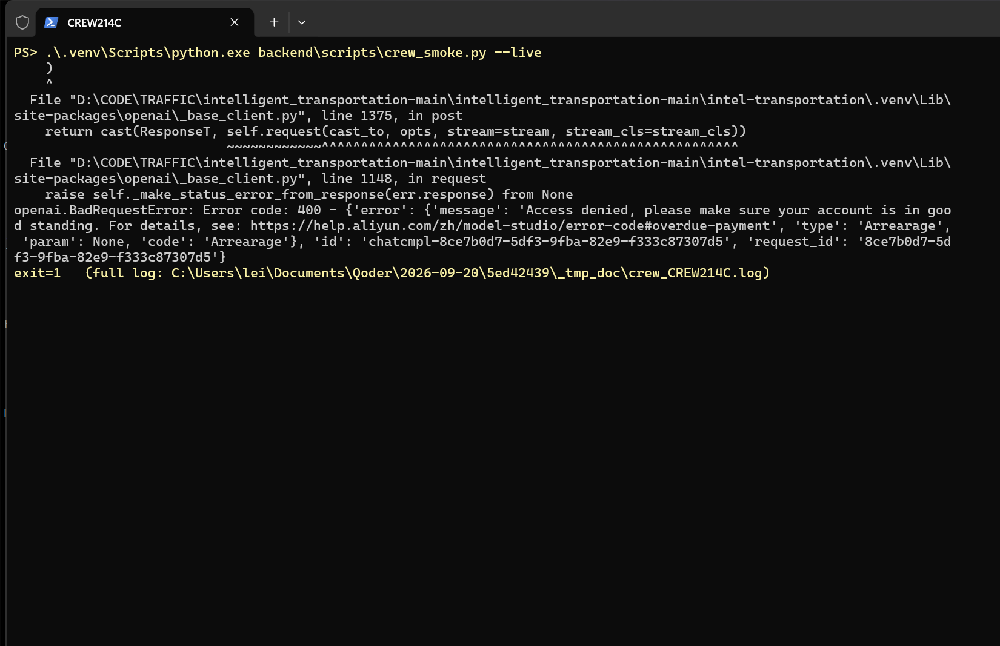 CREW214C
PS> .\.venv\Scripts\python.exe backend\scripts\crew_smoke.py --live
    )
    ^
  File "D:\CODE\TRAFFIC\intelligent_transportation-main\intelligent_transportation-main\intel-transportation\.venv\Lib\
site-packages\openai\_base_client.py", line 1375, in post
    return cast(ResponseT, self.request(cast_to, opts, stream=stream, stream_cls=stream_cls))
                           ~~~~~~~~~~~~^^^^^^^^^^^^^^^^^^^^^^^^^^^^^^^^^^^^^^^^^^^^^^^^^^^^^^^^^
  File "D:\CODE\TRAFFIC\intelligent_transportation-main\intelligent_transportation-main\intel-transportation\.venv\Lib\
site-packages\openai\_base_client.py", line 1148, in request
    raise self._make_status_error_from_response(err.response) from None
openai.BadRequestError: Error code: 400 - {'error': {'message': 'Access denied, please make sure your account is in goo
d standing. For details, see: https://help.aliyun.com/zh/model-studio/error-code#overdue-payment', 'type': 'Arrearage',
 'param': None, 'code': 'Arrearage'}, 'id': 'chatcmpl-8ce7b0d7-5df3-9fba-82e9-f333c87307d5', 'request_id': '8ce7b0d7-5d
f3-9fba-82e9-f333c87307d5'}
exit=1   (full log: C:\Users\lei\Documents\Qoder\2026-09-20\5ed42439\_tmp_doc\crew_CREW214C.log)